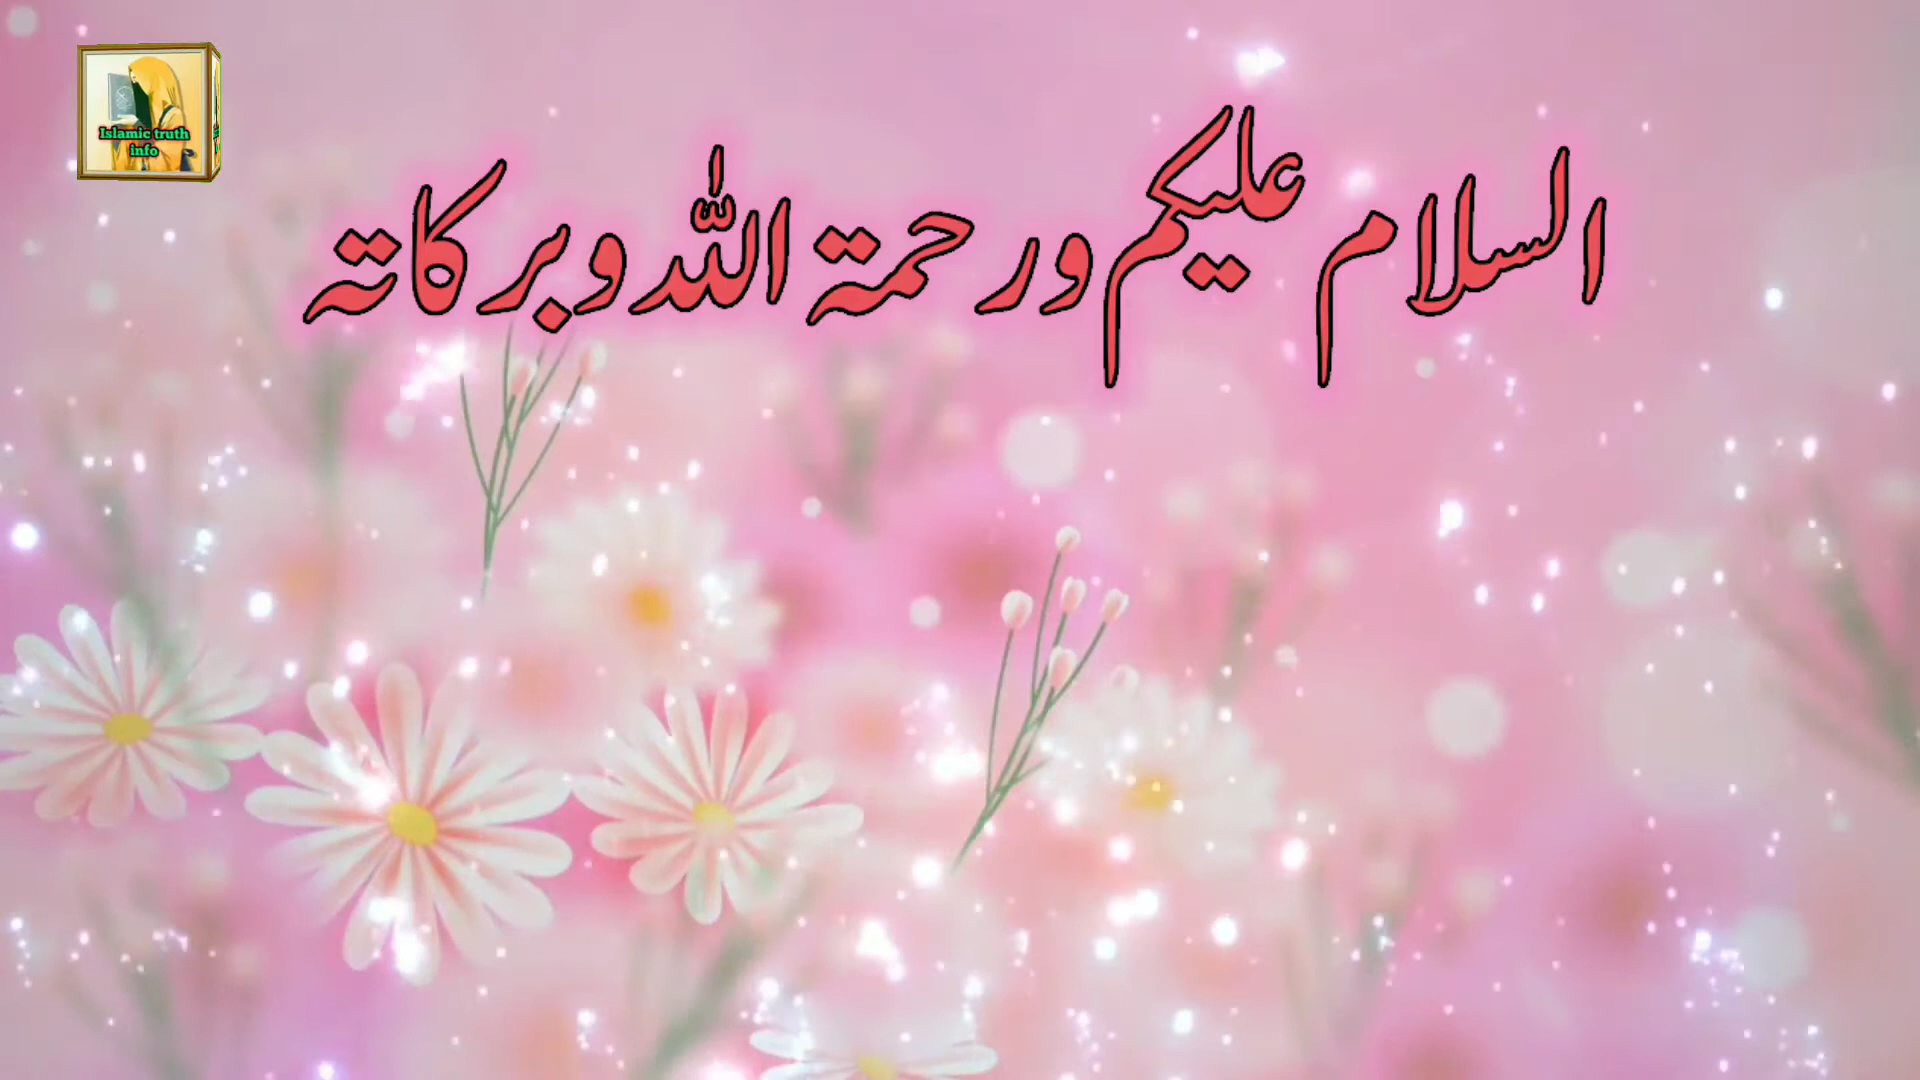 Islamic truth
info
السلام علیکم ورحمۃ اللہ وبرکاتہ